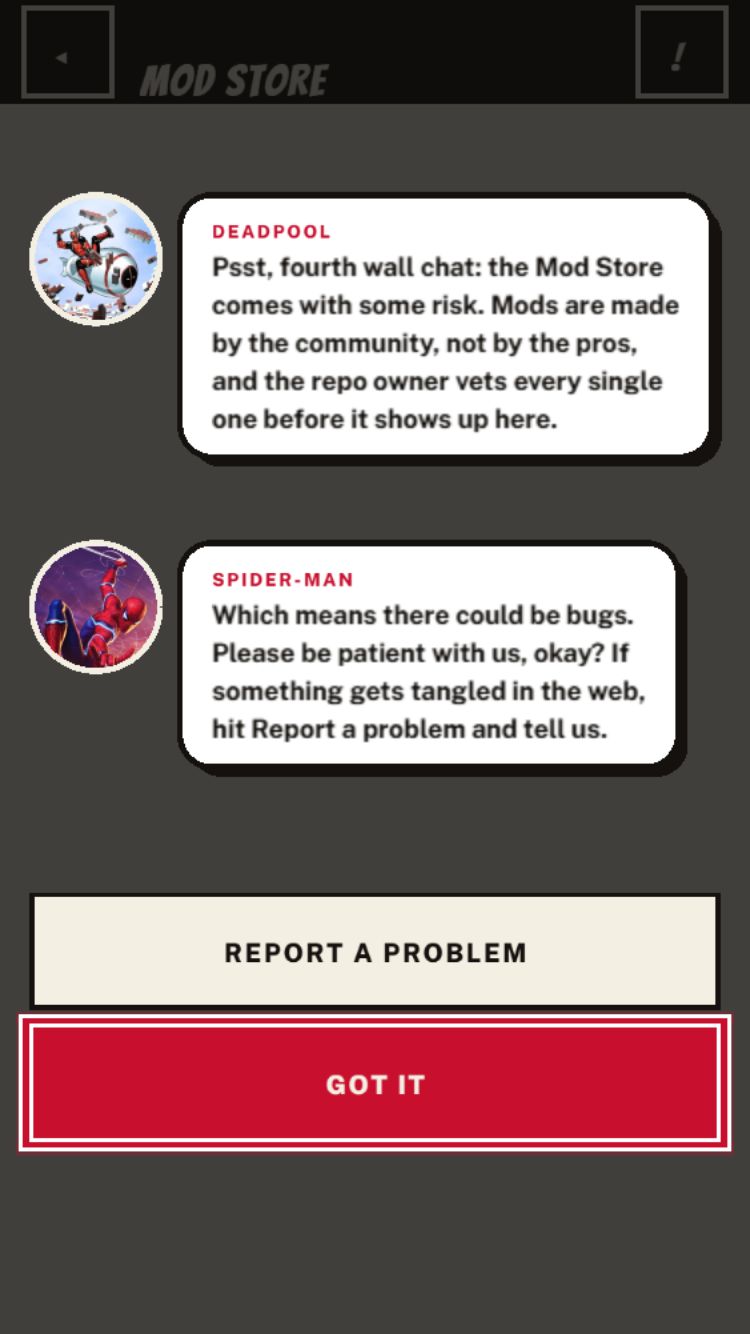 MOD STORE
!
DEADPOOL
Psst, fourth wall chat: the Mod Store
comes with some risk. Mods are made
by the community, not by the pros,
and the repo owner vets every single
one before it shows up here.
SPIDER-MAN
Which means there could be bugs.
Please be patient with us, okay? If
something gets tangled in the web,
hit Report a problem and tell us.
REPORT A PROBLEM
GOT IT